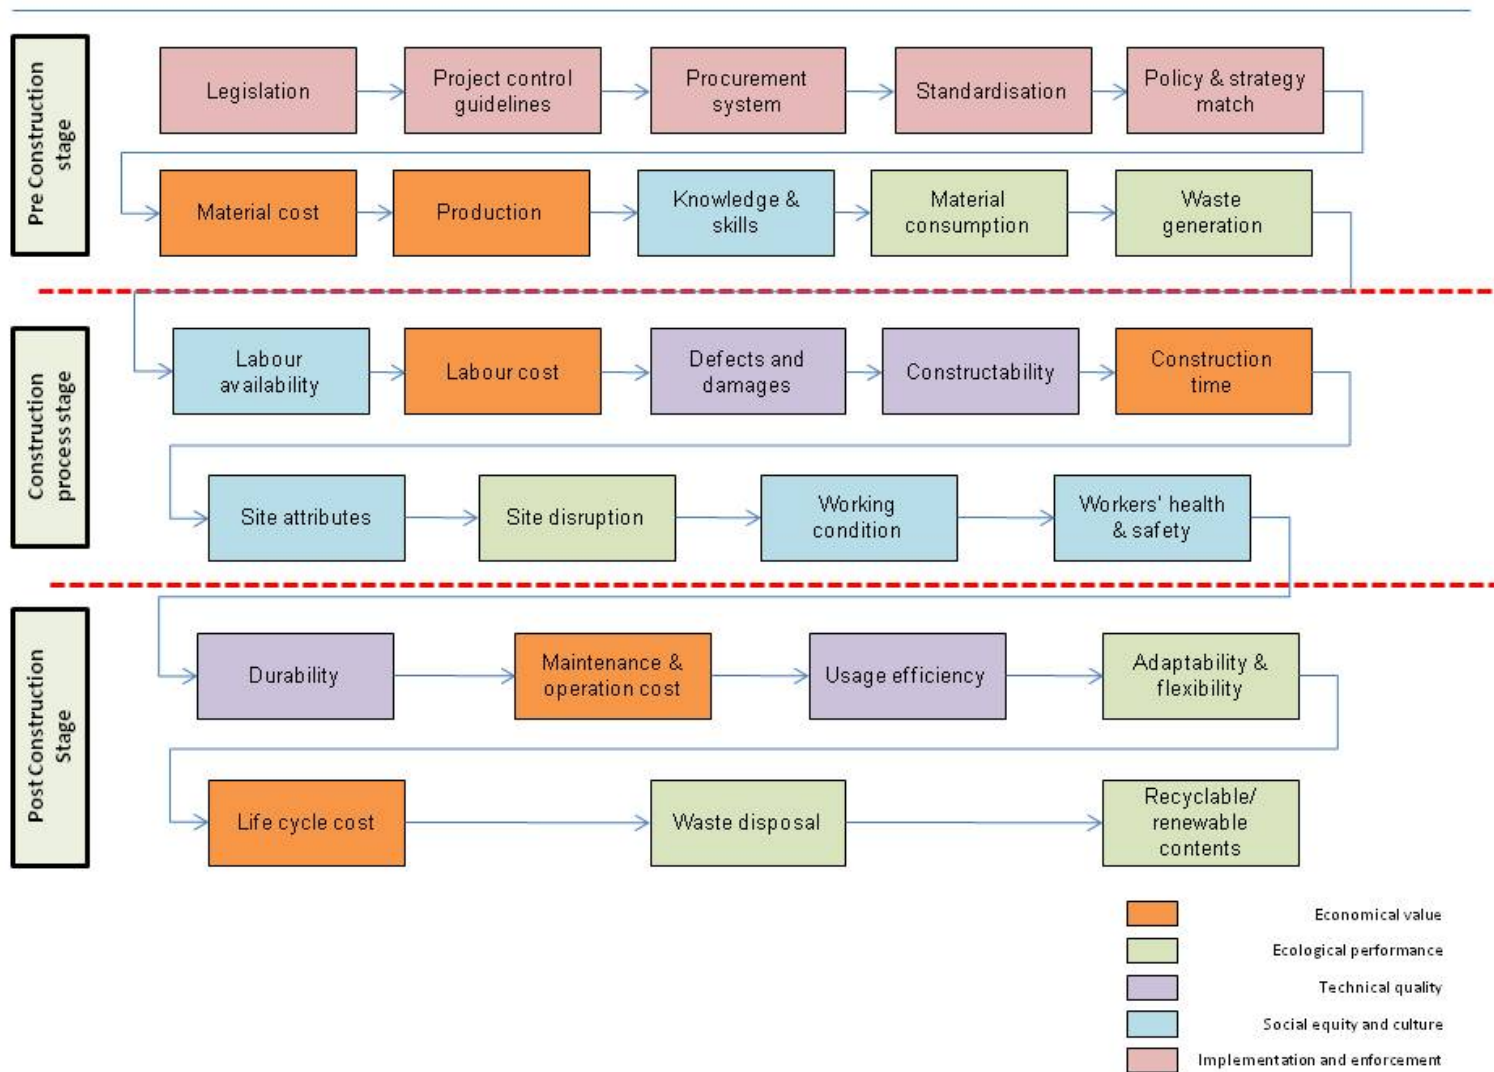 Pre Construction
stage
Legislation
Project control
guidelines
Procurement
system
Standardisation
Policy & strategy
match
Material cost
Production
Knowledge &
skills
Material
consumption
Waste
generation
Construction
process stage
Labour
availability
Labour cost
Defects and
damages
Constructability
Construction
time
Site attributes
Site disruption
Working
condition
Workers' health
& safety
Post Construction
Stage
Durability
Maintenance &
operation cost
Usage efficiency
Adaptability &
flexibility
Life cycle cost
Waste disposal
Recyclable/
renewable
contents
Economical value
Ecological performance
Technical quality
Social equity and culture
Implementation and enforcement